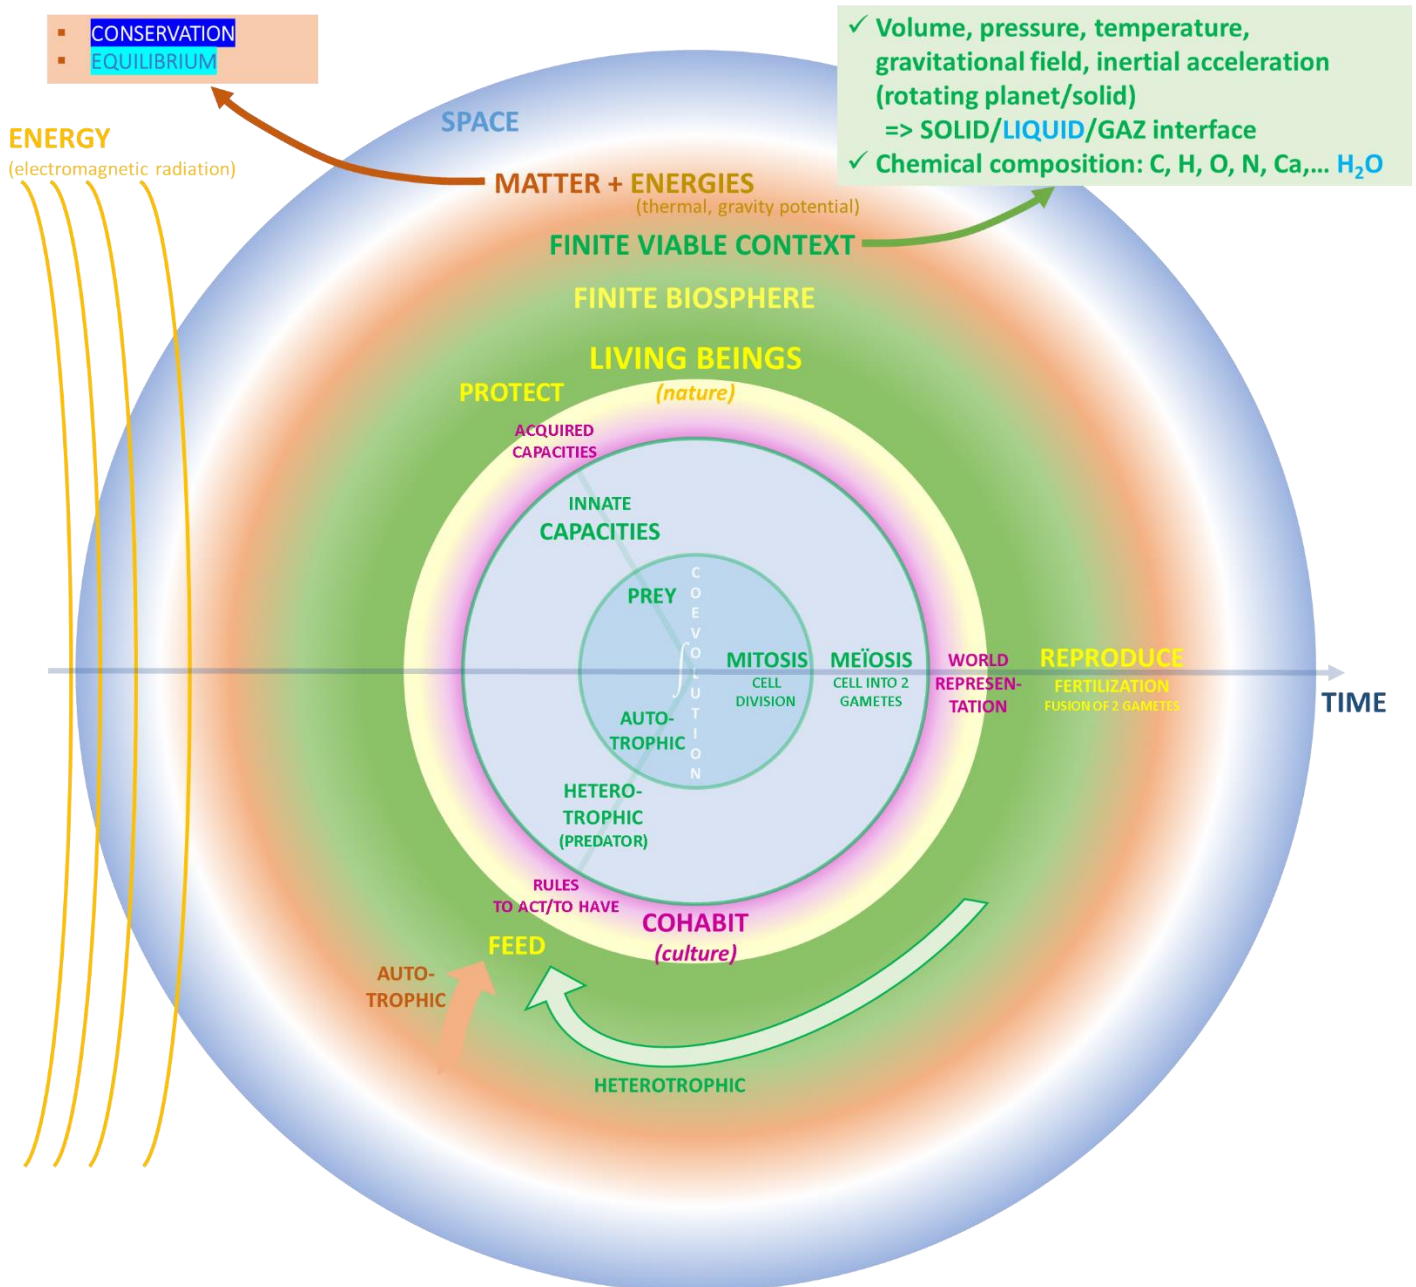 CONSERVATION
EQUILIBRIUM
✓ Volume, pressure, temperature,
gravitational field, inertial acceleration
(rotating planet/solid)
=> SOLID/LIQUID/GAZ interface
✓ Chemical composition: C, H, O, N, Ca,... H₂O
ENERGY
(electromagnetic radiation)
SPACE
MATTER + ENERGIES
(thermal, gravity potential)
FINITE VIABLE CONTEXT
FINITE BIOSPHERE
LIVING BEINGS
(nature)
PROTECT
ACQUIRED
CAPACITIES
INNATE
CAPACITIES
PREY
COEVOLUTION
∫
MITOSIS
CELL
DIVISION
MEÏOSIS
CELL INTO 2
GAMETES
WORLD
REPRESEN-
TATION
REPRODUCE
FERTILIZATION
FUSION OF 2 GAMETES
TIME
AUTO-
TROPHIC
HETERO-
TROPHIC
(PREDATOR)
RULES
TO ACT/TO HAVE
COHABIT
(culture)
FEED
AUTO-
TROPHIC
HETEROTROPHIC